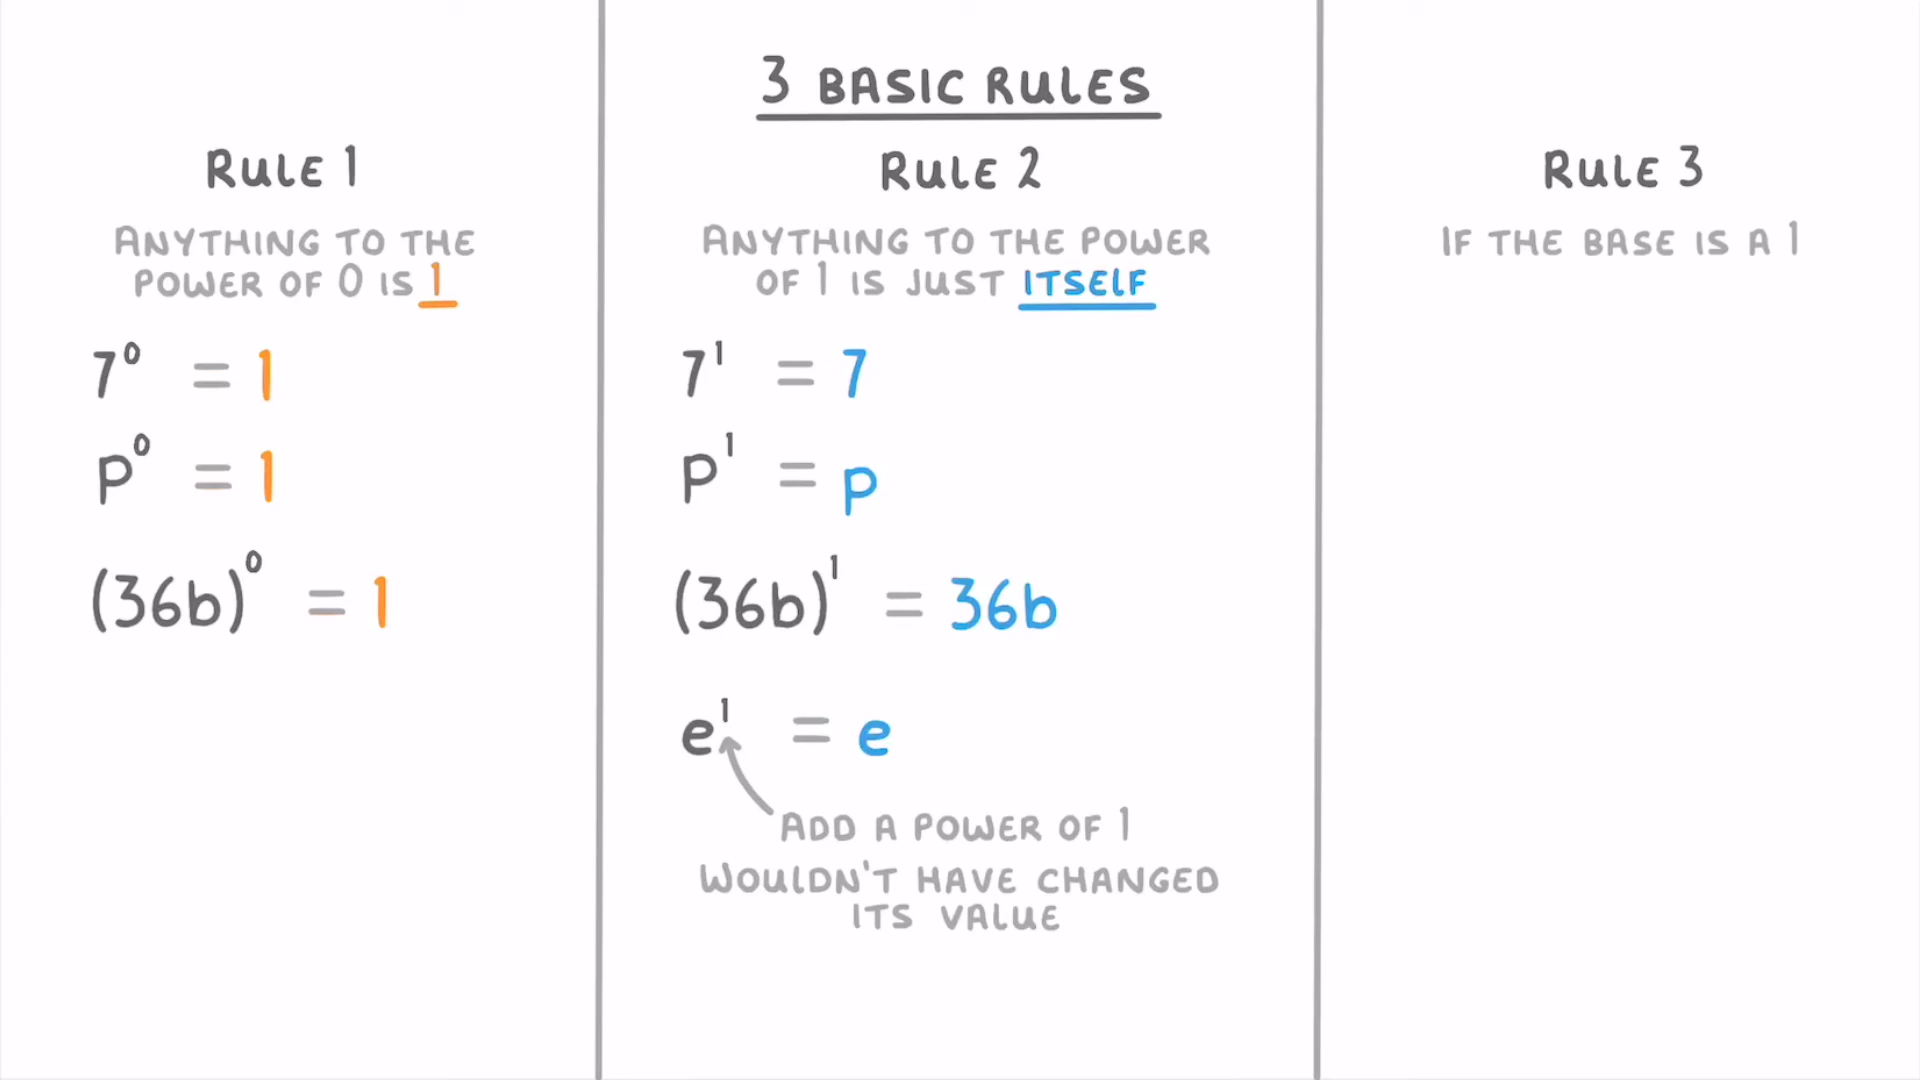 3 BASIC RULES
RULE 1
ANYTHING TO THE
POWER OF 0 IS 1
7⁰ = 1
p⁰ = 1
(36b)⁰ = 1
RULE 2
ANYTHING TO THE POWER
OF 1 IS JUST ITSELF
7¹ = 7
p¹ = p
(36b)¹ = 36b
e¹ = e
ADD A POWER OF 1
WOULDN'T HAVE CHANGED
ITS VALUE
RULE 3
IF THE BASE IS A 1